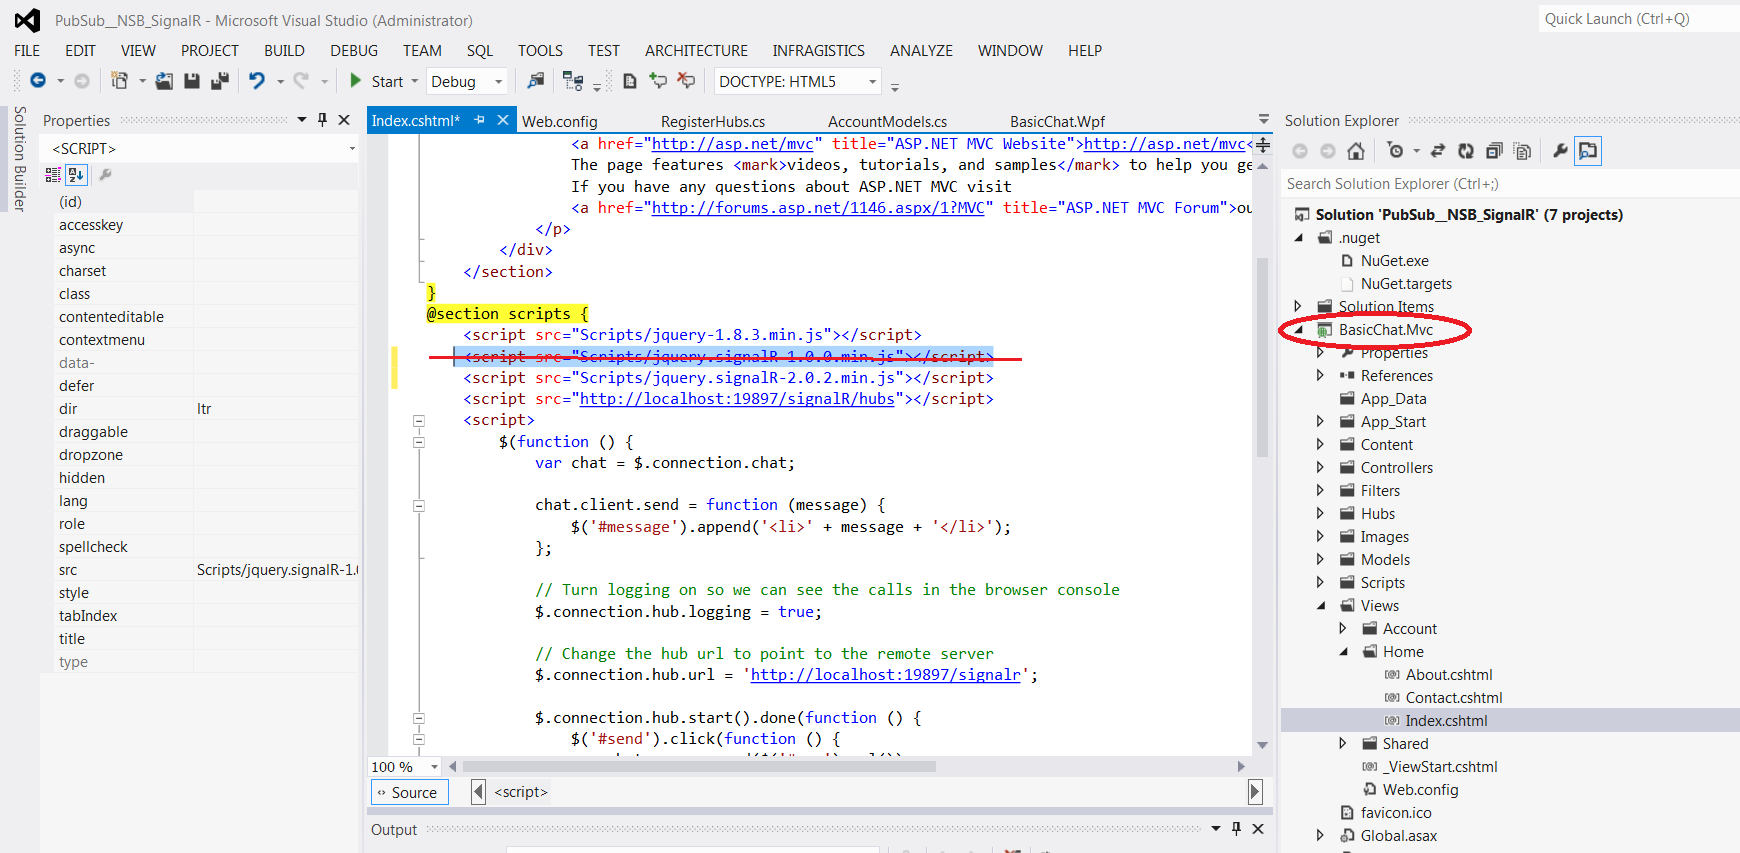 PubSub__NSB_SignalR - Microsoft Visual Studio (Administrator)
Quick Launch (Ctrl+Q)
FILE EDIT VIEW PROJECT BUILD DEBUG TEAM SQL TOOLS TEST ARCHITECTURE INFRAGISTICS ANALYZE WINDOW HELP
Start Debug DOCTYPE: HTML5
Solution Builder
Properties
<SCRIPT>
(id)
accesskey
async
charset
class
contenteditable
contextmenu
data-
defer
dir ltr
draggable
dropzone
hidden
lang
role
spellcheck
src Scripts/jquery.signalR-1.
style
tabIndex
title
type
Index.cshtml* Web.config RegisterHubs.cs AccountModels.cs BasicChat.Wpf
<a href="http://asp.net/mvc" title="ASP.NET MVC Website">http://asp.net/mvc<
The page features <mark>videos, tutorials, and samples</mark> to help you ge
If you have any questions about ASP.NET MVC visit
<a href="http://forums.asp.net/1146.aspx/1?MVC" title="ASP.NET MVC Forum">ou
</p>
</div>
</section>
}
@section scripts {
<script src="Scripts/jquery-1.8.3.min.js"></script>
<script src="Scripts/jquery.signalR-1.0.0.min.js"></script>
<script src="Scripts/jquery.signalR-2.0.2.min.js"></script>
<script src="http://localhost:19897/signalR/hubs"></script>
<script>
$(function () {
var chat = $.connection.chat;
chat.client.send = function (message) {
$('#message').append('<li>' + message + '</li>');
};
// Turn logging on so we can see the calls in the browser console
$.connection.hub.logging = true;
// Change the hub url to point to the remote server
$.connection.hub.url = 'http://localhost:19897/signalr';
$.connection.hub.start().done(function () {
$('#send').click(function () {
100 %
Source <script>
Output
Solution Explorer
Search Solution Explorer (Ctrl+;)
Solution 'PubSub__NSB_SignalR' (7 projects)
.nuget
NuGet.exe
NuGet.targets
Solution Items
BasicChat.Mvc
Properties
References
App_Data
App_Start
Content
Controllers
Filters
Hubs
Images
Models
Scripts
Views
Account
Home
About.cshtml
Contact.cshtml
Index.cshtml
Shared
_ViewStart.cshtml
Web.config
favicon.ico
Global.asax